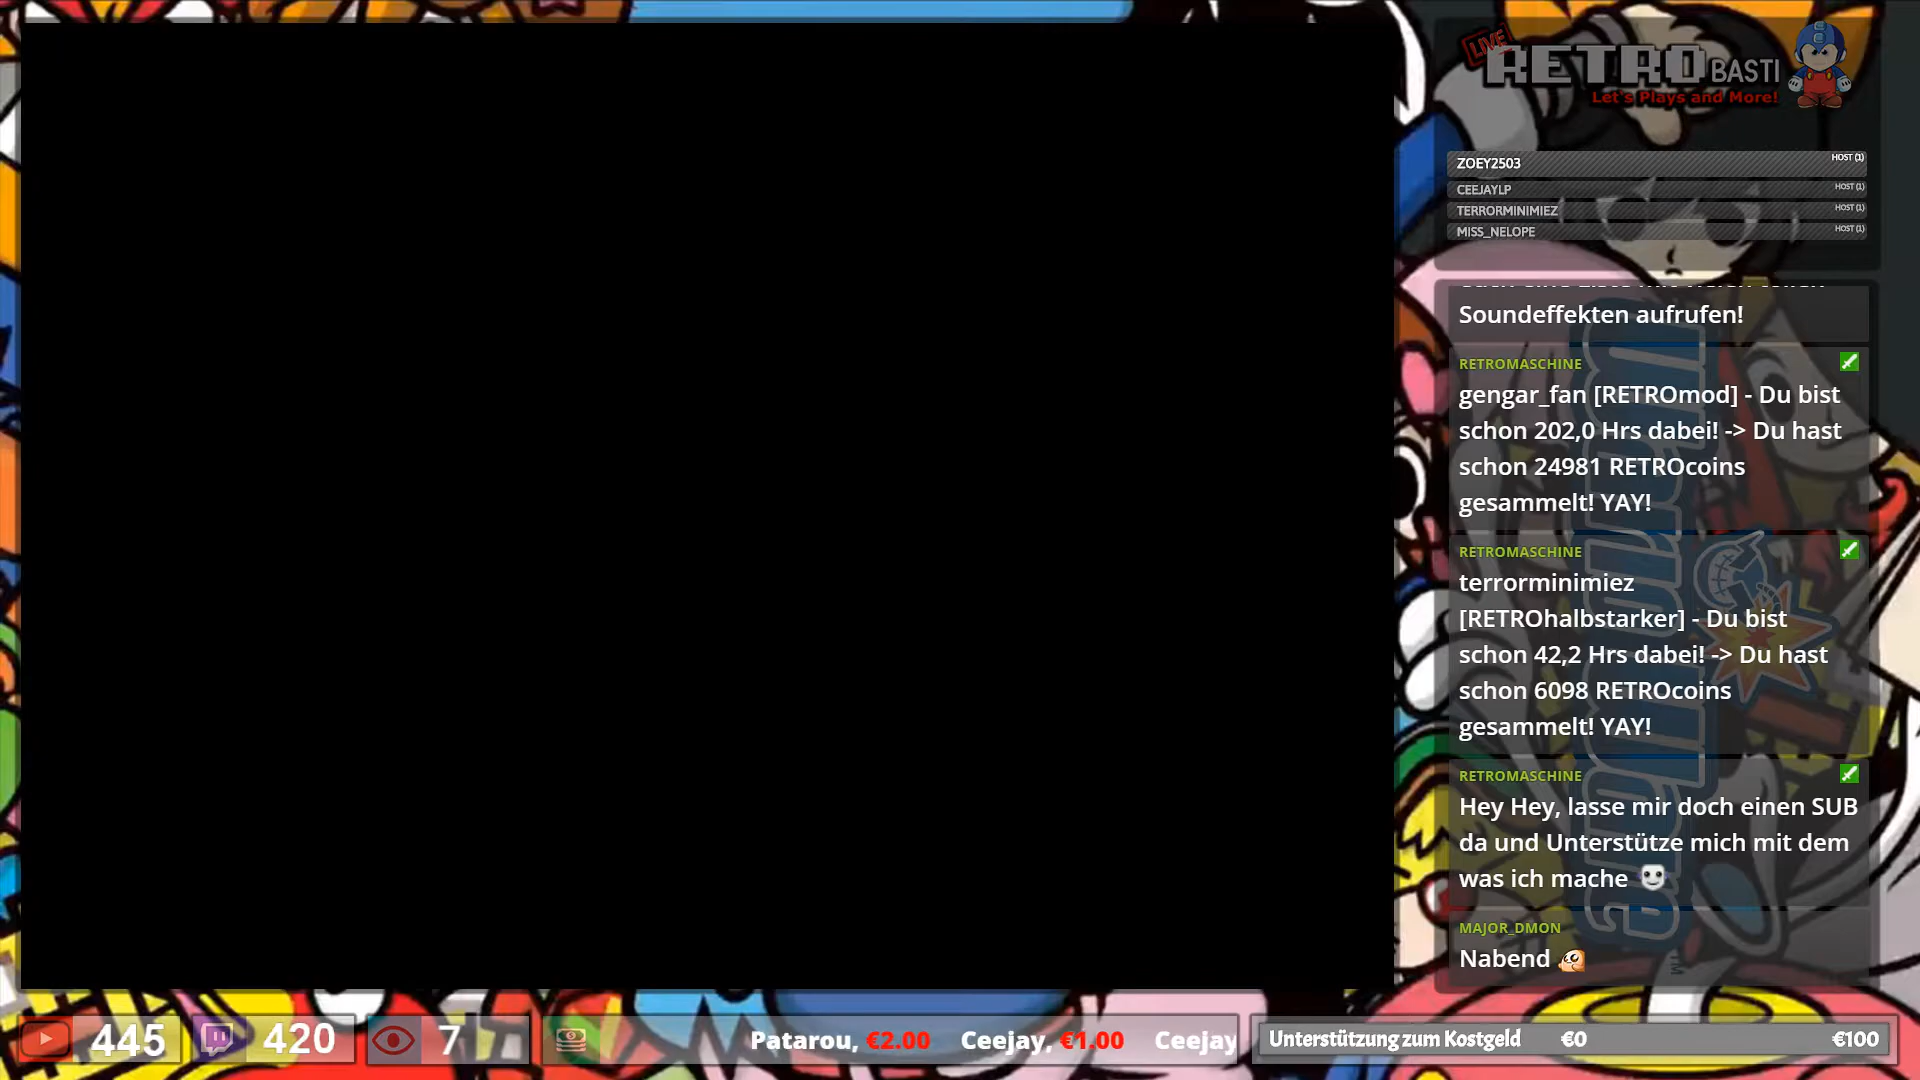 LIVE
RETRO BASTI
Let's Plays and More!
ZOEY2503 HOST (1)
CEEJAYLP HOST (1)
TERRORMINIMIEZ HOST (1)
MISS_NELOPE HOST (1)
Soundeffekten aufrufen!
RETROMASCHINE
gengar_fan [RETROmod] - Du bist
schon 202,0 Hrs dabei! -> Du hast
schon 24981 RETROcoins
gesammelt! YAY!
RETROMASCHINE
terrorminimiez
[RETROhalbstarker] - Du bist
schon 42,2 Hrs dabei! -> Du hast
schon 6098 RETROcoins
gesammelt! YAY!
RETROMASCHINE
Hey Hey, lasse mir doch einen SUB
da und Unterstütze mich mit dem
was ich mache
MAJOR_DMON
Nabend
445 420 7 Patarou, €2.00 Ceejay, €1.00 Ceejay Unterstützung zum Kostgeld €0 €100